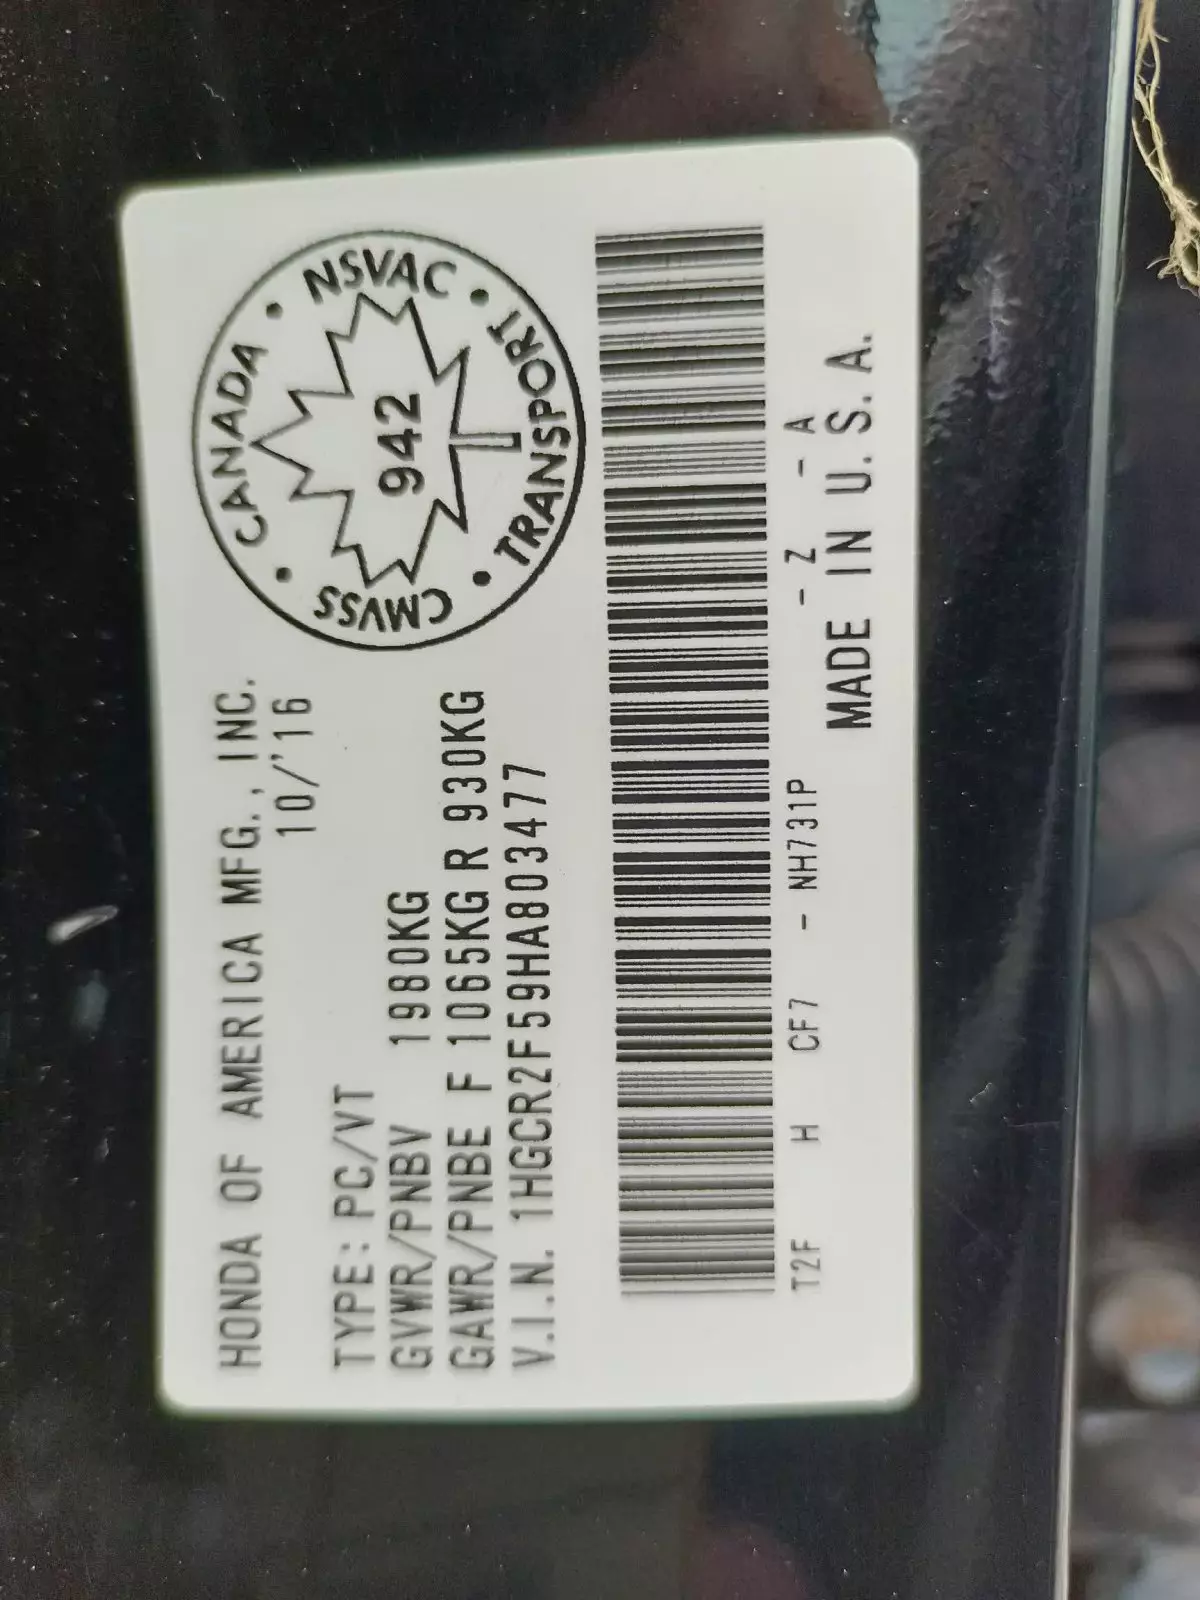 HONDA OF AMERICA MFG., INC.
10/'16
TYPE: PC/VT
GVWR/PNBV 1980KG
GAWR/PNBE F 1065KG R 930KG
V.I.N. 1HGCR2F59HA803477
CANADA • NSVAC • TRANSPORT • CMVSS •
942
T2F H CF7 - NH731P - Z - A
MADE IN U.S.A.